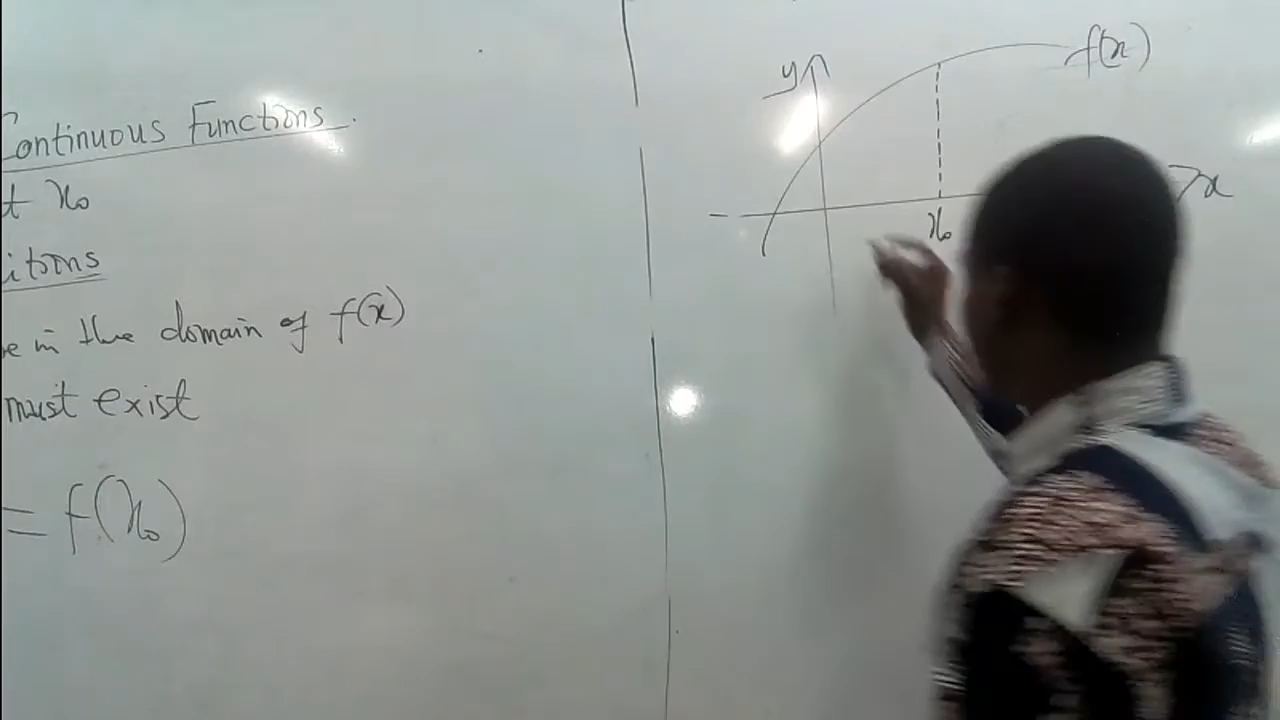 Continuous Functions.
t x₀
itions
e in the domain of f(x)
must exist
= f(x₀)
y
f(x)
x
x₀